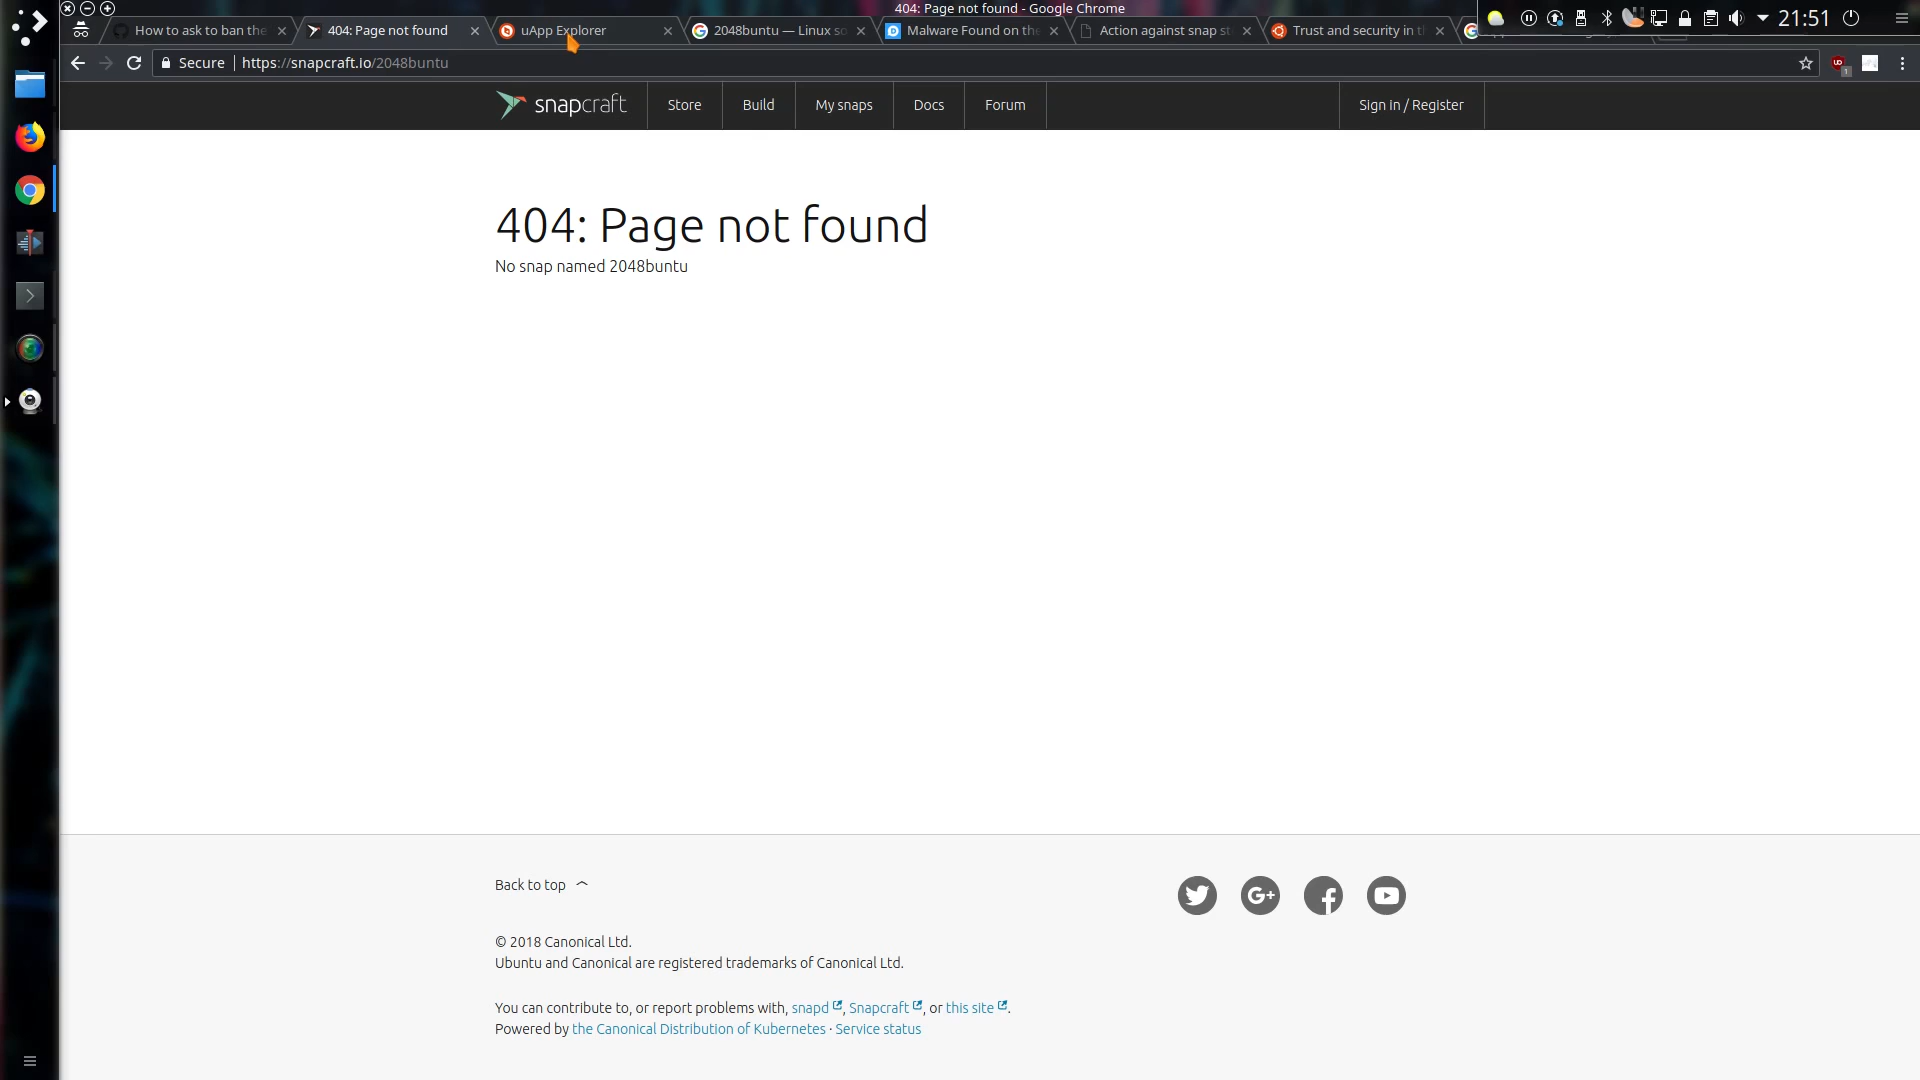 404: Page not found - Google Chrome
How to ask to ban the
404: Page not found
uApp Explorer
2048buntu — Linux so
Malware Found on the
Action against snap st
Trust and security in t
21:51
Secure
https://snapcraft.io/2048buntu
snapcraft
Store
Build
My snaps
Docs
Forum
Sign in / Register
404: Page not found
No snap named 2048buntu
Back to top
© 2018 Canonical Ltd.
Ubuntu and Canonical are registered trademarks of Canonical Ltd.
You can contribute to, or report problems with, snapd, Snapcraft, or this site.
Powered by the Canonical Distribution of Kubernetes · Service status